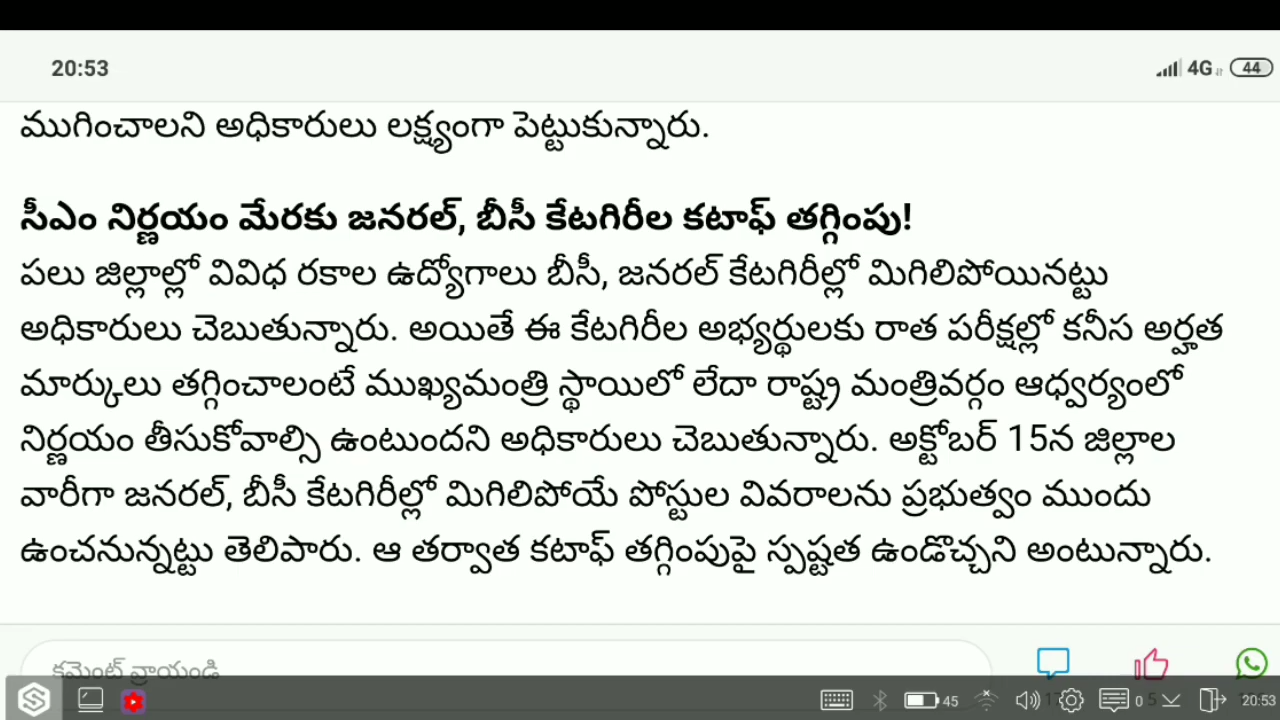 20:53
4G 44
ముగించాలని అధికారులు లక్ష్యంగా పెట్టుకున్నారు.
సీఎం నిర్ణయం మేరకు జనరల్, బీసీ కేటగిరీల కటాఫ్ తగ్గింపు!
పలు జిల్లాల్లో వివిధ రకాల ఉద్యోగాలు బీసీ, జనరల్ కేటగిరీల్లో మిగిలిపోయినట్టు
అధికారులు చెబుతున్నారు. అయితే ఈ కేటగిరీల అభ్యర్థులకు రాత పరీక్షల్లో కనీస అర్హత
మార్కులు తగ్గించాలంటే ముఖ్యమంత్రి స్థాయిలో లేదా రాష్ట్ర మంత్రివర్గం ఆధ్వర్యంలో
నిర్ణయం తీసుకోవాల్సి ఉంటుందని అధికారులు చెబుతున్నారు. అక్టోబర్ 15న జిల్లాల
వారీగా జనరల్, బీసీ కేటగిరీల్లో మిగిలిపోయే పోస్టుల వివరాలను ప్రభుత్వం ముందు
ఉంచనున్నట్టు తెలిపారు. ఆ తర్వాత కటాఫ్ తగ్గింపుపై స్పష్టత ఉండొచ్చని అంటున్నారు.
కమెంట్ వ్రాయండి
45 0 20:53